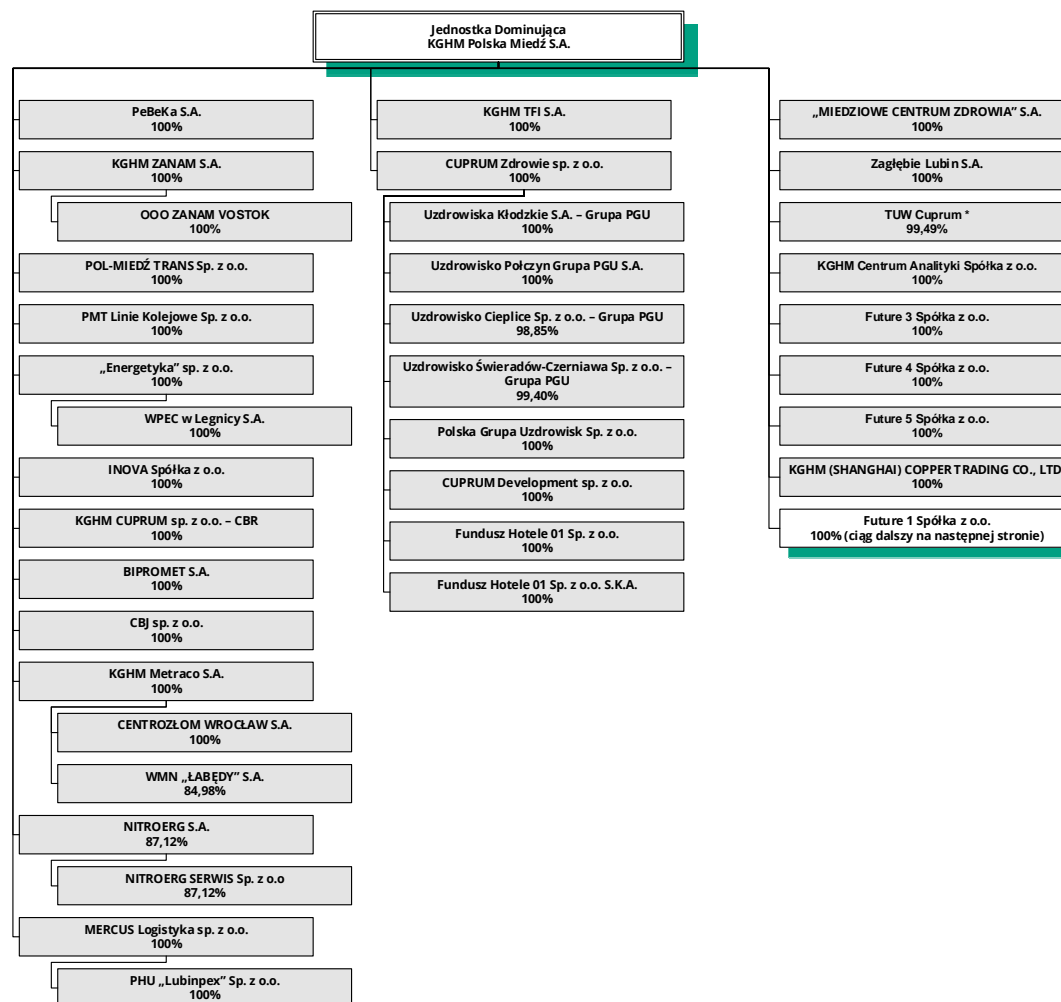 Jednostka Dominująca
KGHM Polska Miedź S.A.
PeBeKa S.A.
100%
KGHM ZANAM S.A.
100%
OOO ZANAM VOSTOK
100%
POL-MIEDŹ TRANS Sp. z o.o.
100%
PMT Linie Kolejowe Sp. z o.o.
100%
„Energetyka” sp. z o.o.
100%
WPEC w Legnicy S.A.
100%
INOVA Spółka z o.o.
100%
KGHM CUPRUM sp. z o.o. – CBR
100%
BIPROMET S.A.
100%
CBJ sp. z o.o.
100%
KGHM Metraco S.A.
100%
CENTROZŁOM WROCŁAW S.A.
100%
WMN „ŁABĘDY” S.A.
84,98%
NITROERG S.A.
87,12%
NITROERG SERWIS Sp. z o.o
87,12%
MERCUS Logistyka sp. z o.o.
100%
PHU „Lubinpex” Sp. z o.o.
100%
KGHM TFI S.A.
100%
CUPRUM Zdrowie sp. z o.o.
100%
Uzdrowiska Kłodzkie S.A. – Grupa PGU
100%
Uzdrowisko Połczyn Grupa PGU S.A.
100%
Uzdrowisko Cieplice Sp. z o.o. – Grupa PGU
98,85%
Uzdrowisko Świeradów-Czerniawa Sp. z o.o. –
Grupa PGU
99,40%
Polska Grupa Uzdrowisk Sp. z o.o.
100%
CUPRUM Development sp. z o.o.
100%
Fundusz Hotele 01 Sp. z o.o.
100%
Fundusz Hotele 01 Sp. z o.o. S.K.A.
100%
„MIEDZIOWE CENTRUM ZDROWIA” S.A.
100%
Zagłębie Lubin S.A.
100%
TUW Cuprum *
99,49%
KGHM Centrum Analityki Spółka z o.o.
100%
Future 3 Spółka z o.o.
100%
Future 4 Spółka z o.o.
100%
Future 5 Spółka z o.o.
100%
KGHM (SHANGHAI) COPPER TRADING CO., LTD
100%
Future 1 Spółka z o.o.
100% (ciąg dalszy na następnej stronie)